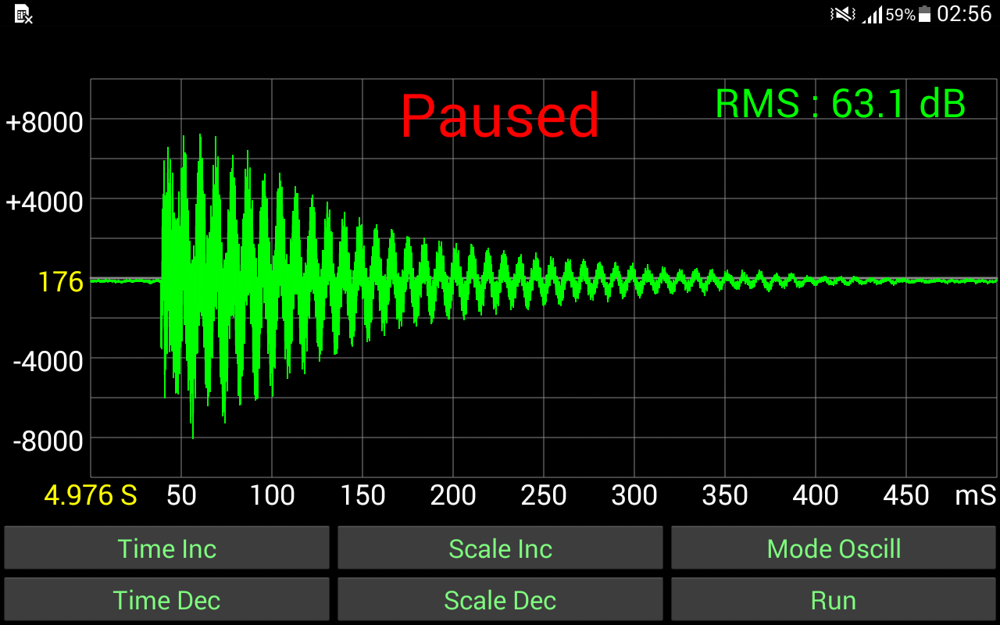 59% 02:56
Paused
RMS : 63.1 dB
+8000
+4000
176
-4000
-8000
4.976 S 50 100 150 200 250 300 350 400 450 mS
Time Inc Scale Inc Mode Oscill
Time Dec Scale Dec Run